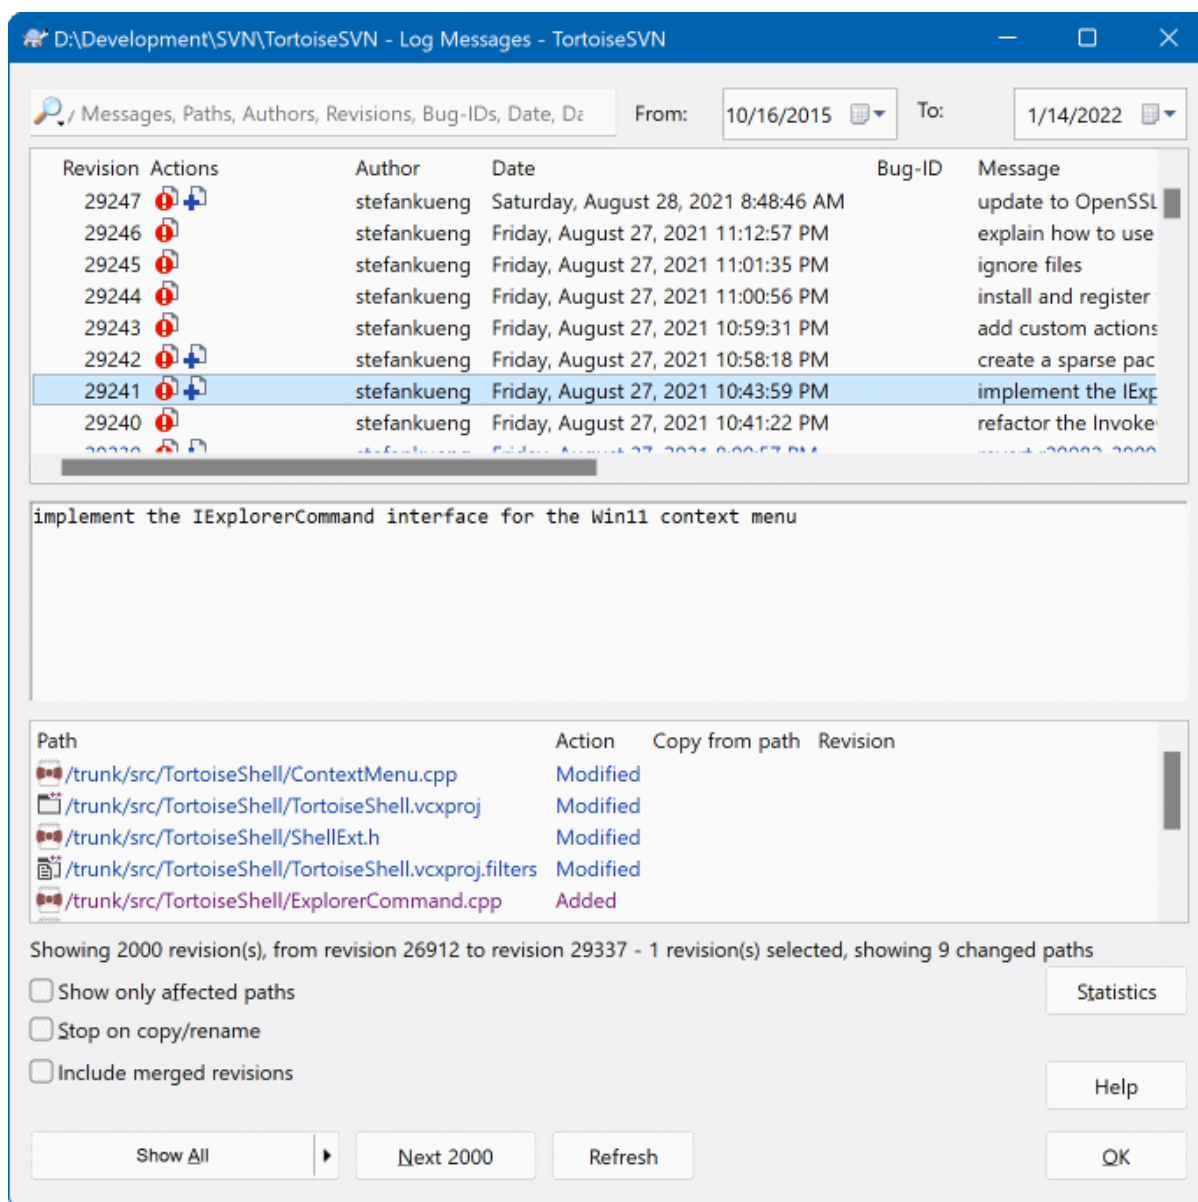 D:\Development\SVN\TortoiseSVN - Log Messages - TortoiseSVN
Messages, Paths, Authors, Revisions, Bug-IDs, Date, Da From: 10/16/2015 To: 1/14/2022
Revision Actions Author Date Bug-ID Message
29247 stefankueng Saturday, August 28, 2021 8:48:46 AM update to OpenSSL
29246 stefankueng Friday, August 27, 2021 11:12:57 PM explain how to use
29245 stefankueng Friday, August 27, 2021 11:01:35 PM ignore files
29244 stefankueng Friday, August 27, 2021 11:00:56 PM install and register
29243 stefankueng Friday, August 27, 2021 10:59:31 PM add custom actions
29242 stefankueng Friday, August 27, 2021 10:58:18 PM create a sparse pac
29241 stefankueng Friday, August 27, 2021 10:43:59 PM implement the IExp
29240 stefankueng Friday, August 27, 2021 10:41:22 PM refactor the Invoke
implement the IExplorerCommand interface for the Win11 context menu
Path Action Copy from path Revision
/trunk/src/TortoiseShell/ContextMenu.cpp Modified
/trunk/src/TortoiseShell/TortoiseShell.vcxproj Modified
/trunk/src/TortoiseShell/ShellExt.h Modified
/trunk/src/TortoiseShell/TortoiseShell.vcxproj.filters Modified
/trunk/src/TortoiseShell/ExplorerCommand.cpp Added
Showing 2000 revision(s), from revision 26912 to revision 29337 - 1 revision(s) selected, showing 9 changed paths
Show only affected paths Statistics
Stop on copy/rename
Include merged revisions
Help
Show All Next 2000 Refresh OK